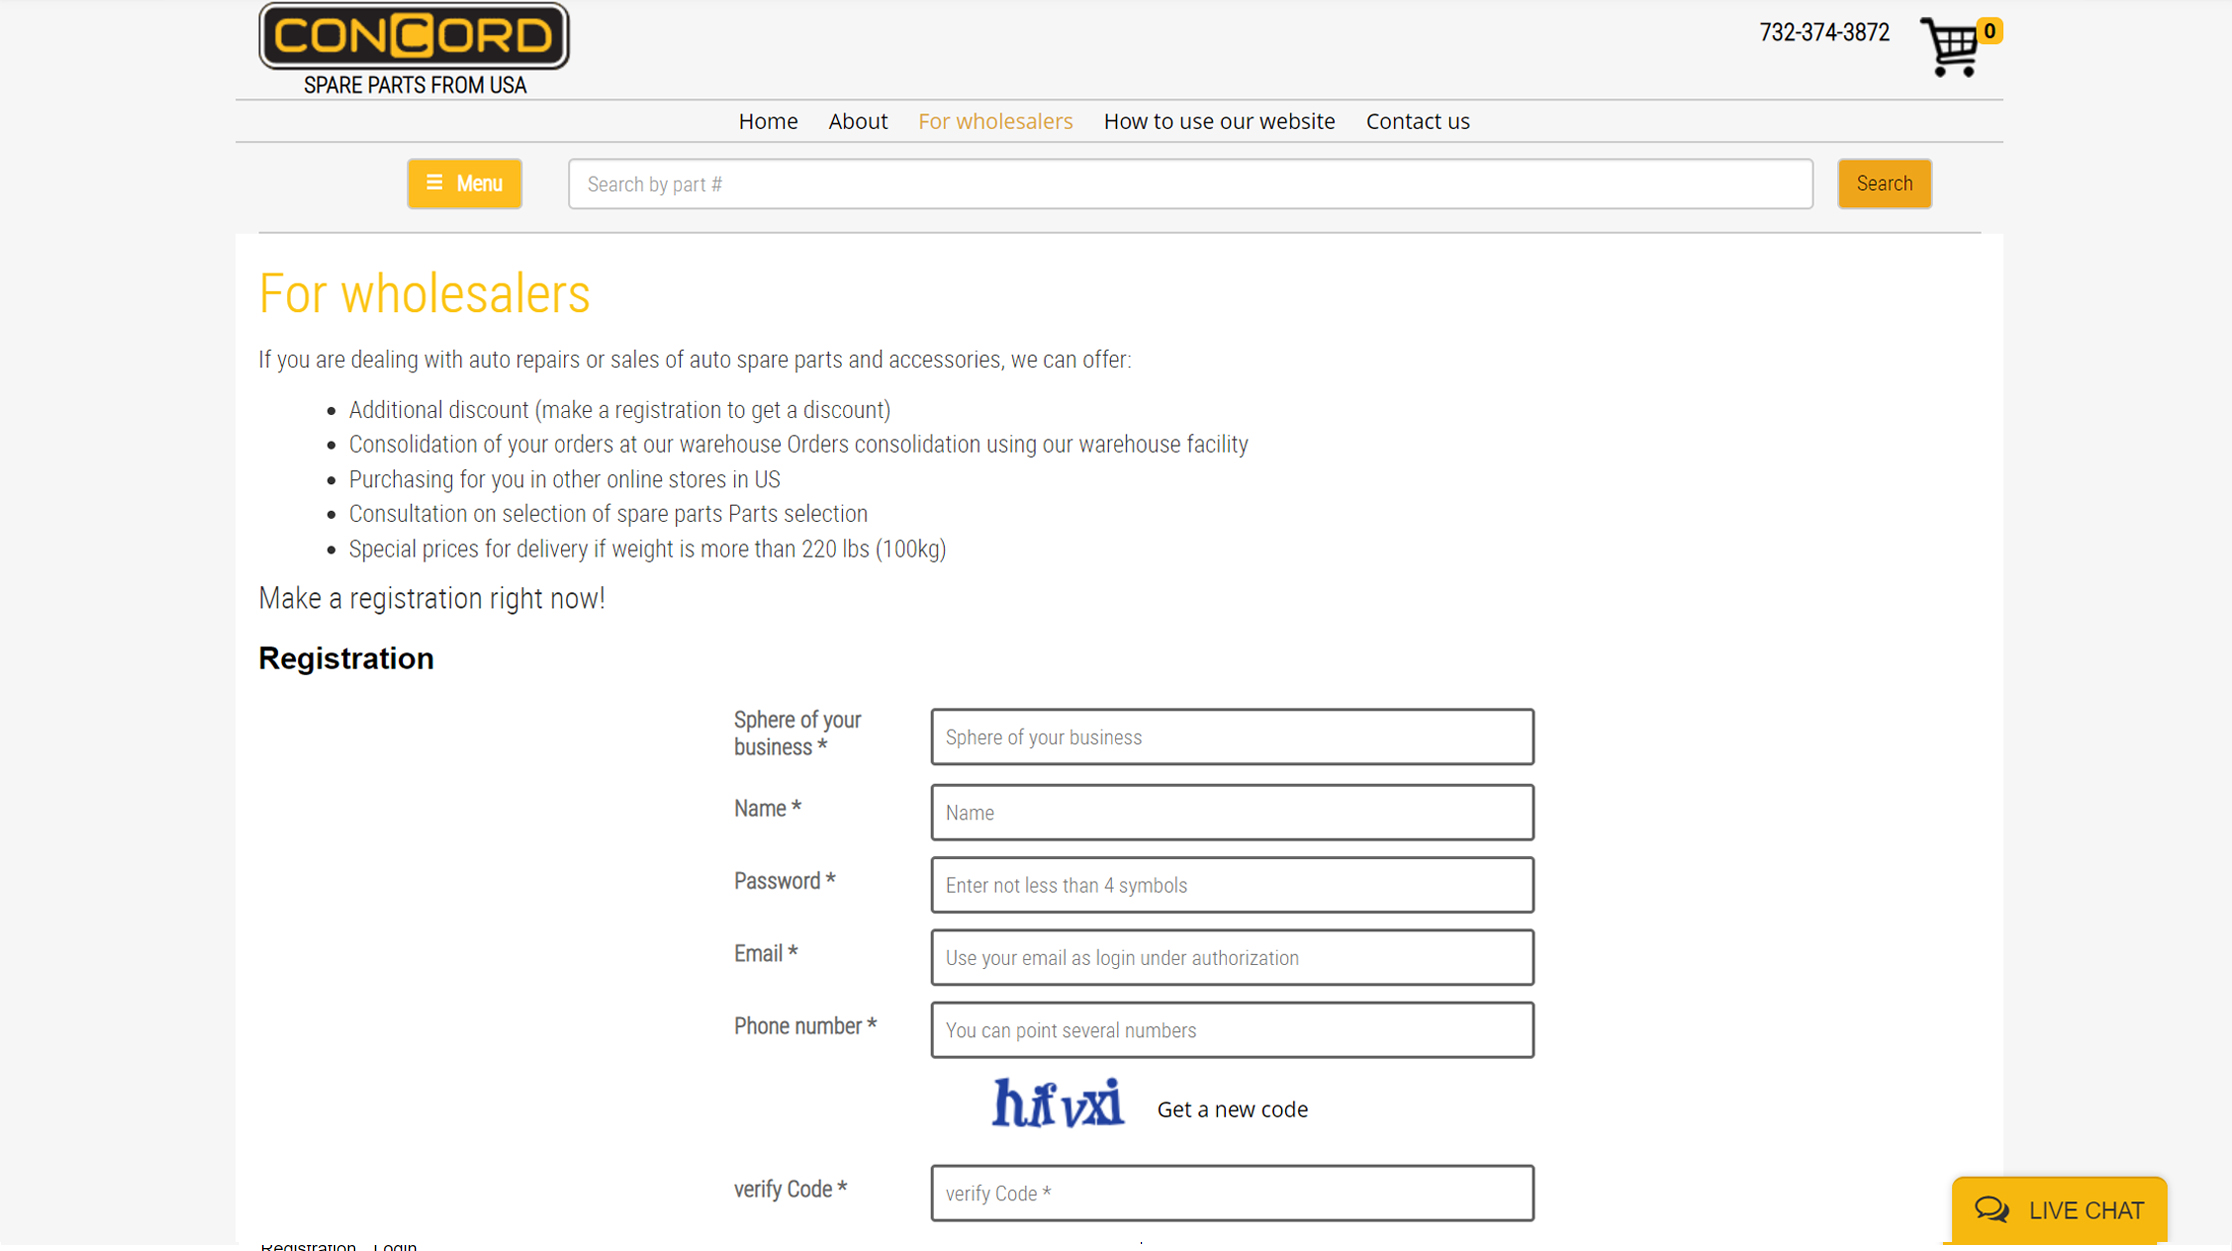 CONCORD
SPARE PARTS FROM USA
732-374-3872
0
Home About For wholesalers How to use our website Contact us
Menu
Search by part #
Search
For wholesalers
If you are dealing with auto repairs or sales of auto spare parts and accessories, we can offer:
Additional discount (make a registration to get a discount)
Consolidation of your orders at our warehouse Orders consolidation using our warehouse facility
Purchasing for you in other online stores in US
Consultation on selection of spare parts Parts selection
Special prices for delivery if weight is more than 220 lbs (100kg)
Make a registration right now!
Registration
Sphere of your
business *
Sphere of your business
Name *
Name
Password *
Enter not less than 4 symbols
Email *
Use your email as login under authorization
Phone number *
You can point several numbers
Get a new code
verify Code *
verify Code *
LIVE CHAT
Registration Login